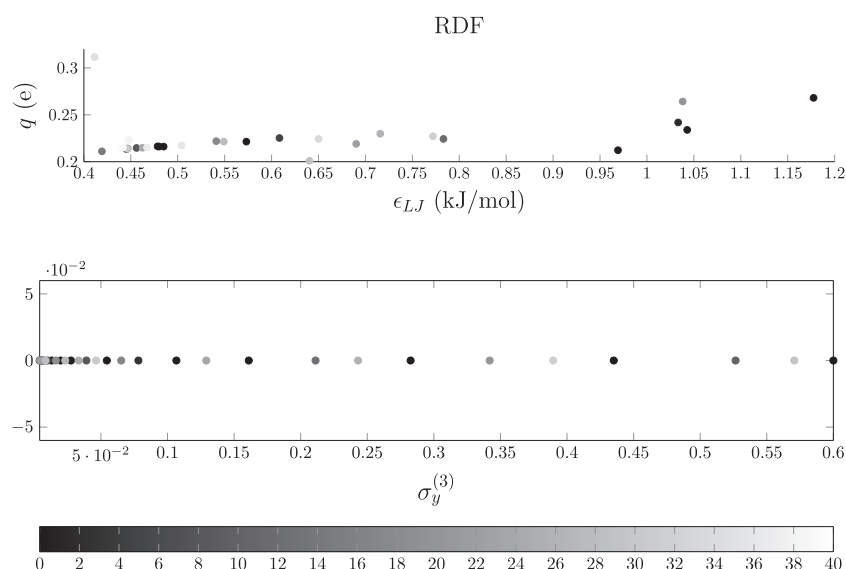 RDF
0.3
0.25
0.2
q (e)
0.4 0.45 0.5 0.55 0.6 0.65 0.7 0.75 0.8 0.85 0.9 0.95 1 1.05 1.1 1.15 1.2
ϵ_{LJ} (kJ/mol)
·10^{−2}
5
0
−5
5·10^{−2} 0.1 0.15 0.2 0.25 0.3 0.35 0.4 0.45 0.5 0.55 0.6
σ_y^{(3)}
0 2 4 6 8 10 12 14 16 18 20 22 24 26 28 30 32 34 36 38 40